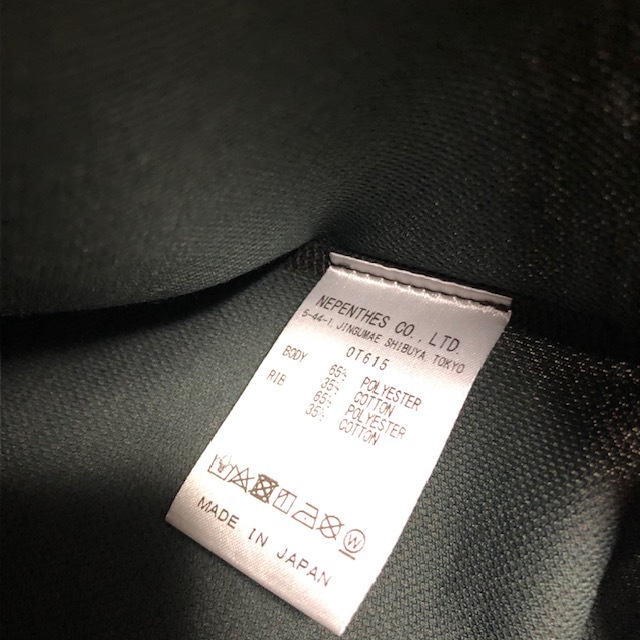 NEPENTHES CO., LTD.
5-44-1, JINGUMAE SHIBUYA, TOKYO
OT615
BODY 65% POLYESTER
35% COTTON
RIB 65% POLYESTER
35% COTTON
W
MADE IN JAPAN